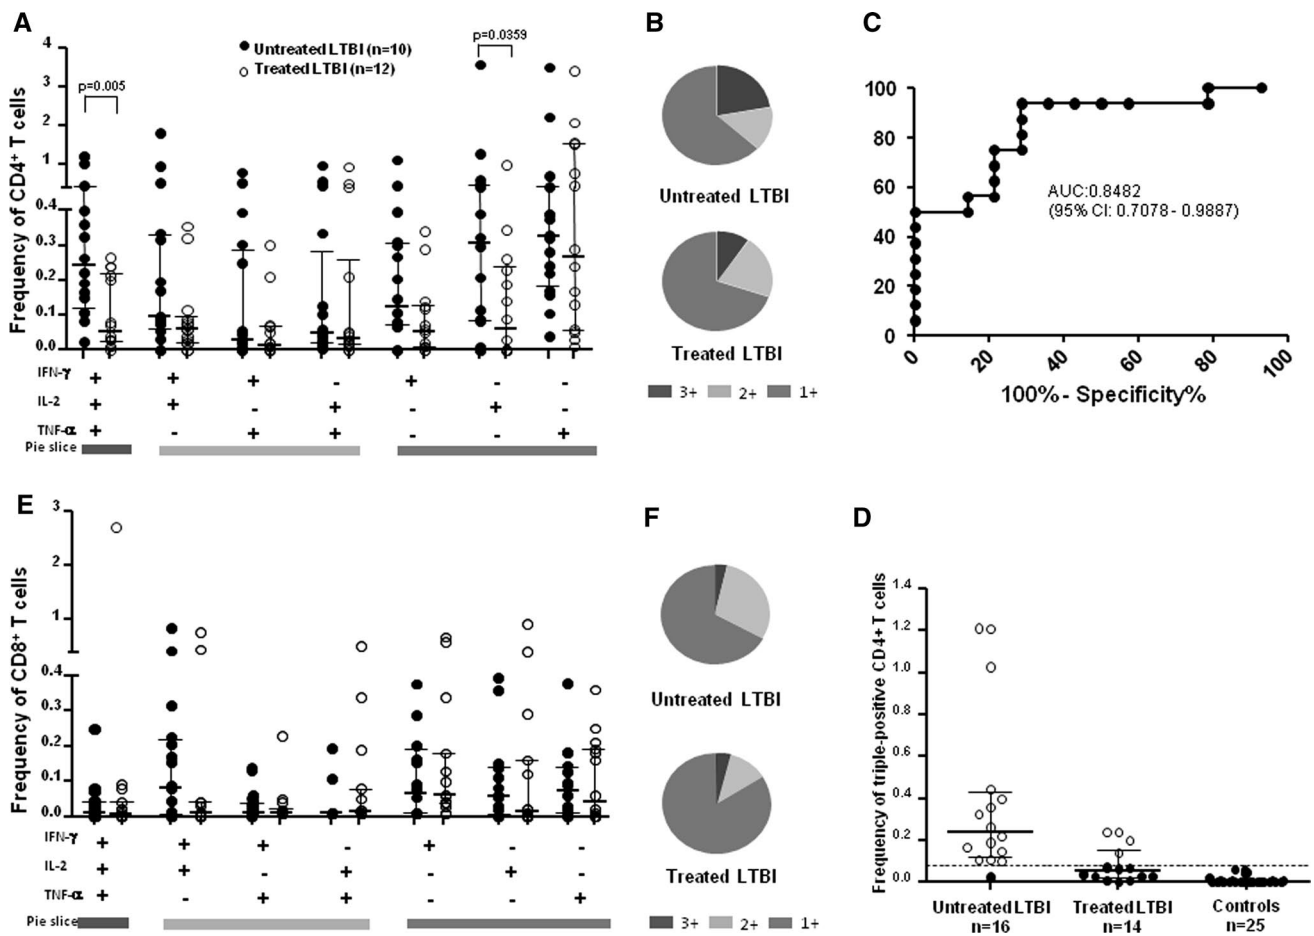 A
Frequency of CD4⁺ T cells
4
3
2
1
0.4
0.3
0.2
0.1
0.0
Untreated LTBI (n=10)
Treated LTBI (n=12)
p=0.005
p=0.0359
IFN-γ + + + - + - -
IL-2 + + - + - + -
TNF-α + - + + - - +
Pie slice
B
Untreated LTBI
Treated LTBI
3+ 2+ 1+
C
100
80
60
40
20
0
AUC:0.8482
(95% CI: 0.7078 - 0.9887)
0 20 40 60 80 100
100% - Specificity%
E
Frequency of CD8⁺ T cells
3
2
1
0.4
0.3
0.2
0.1
0.0
IFN-γ + + + - + - -
IL-2 + + - + - + -
TNF-α + - + + - - +
Pie slice
F
Untreated LTBI
Treated LTBI
3+ 2+ 1+
D
Frequency of triple-positive CD4+ T cells
1.4
1.2
1.0
0.8
0.6
0.4
0.2
0.0
Untreated LTBI Treated LTBI Controls
n=16 n=14 n=25